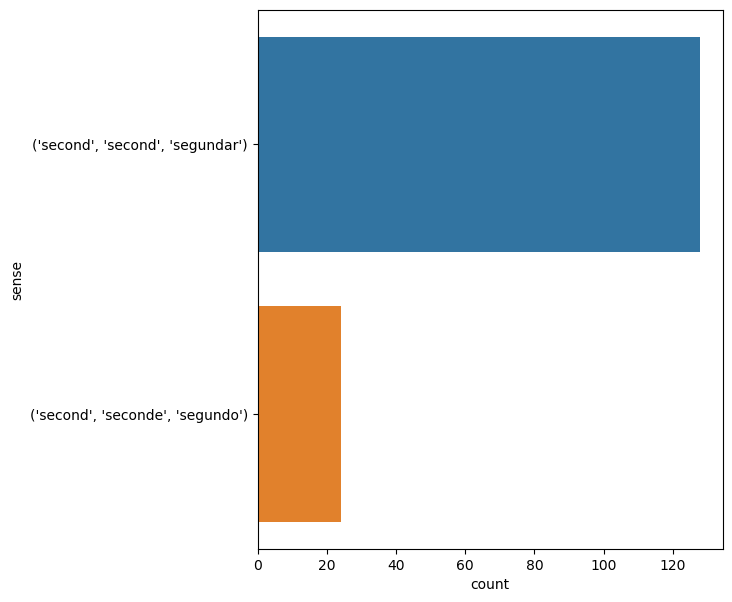 ('second', 'second', 'segundar')
('second', 'seconde', 'segundo')
sense
0 20 40 60 80 100 120
count